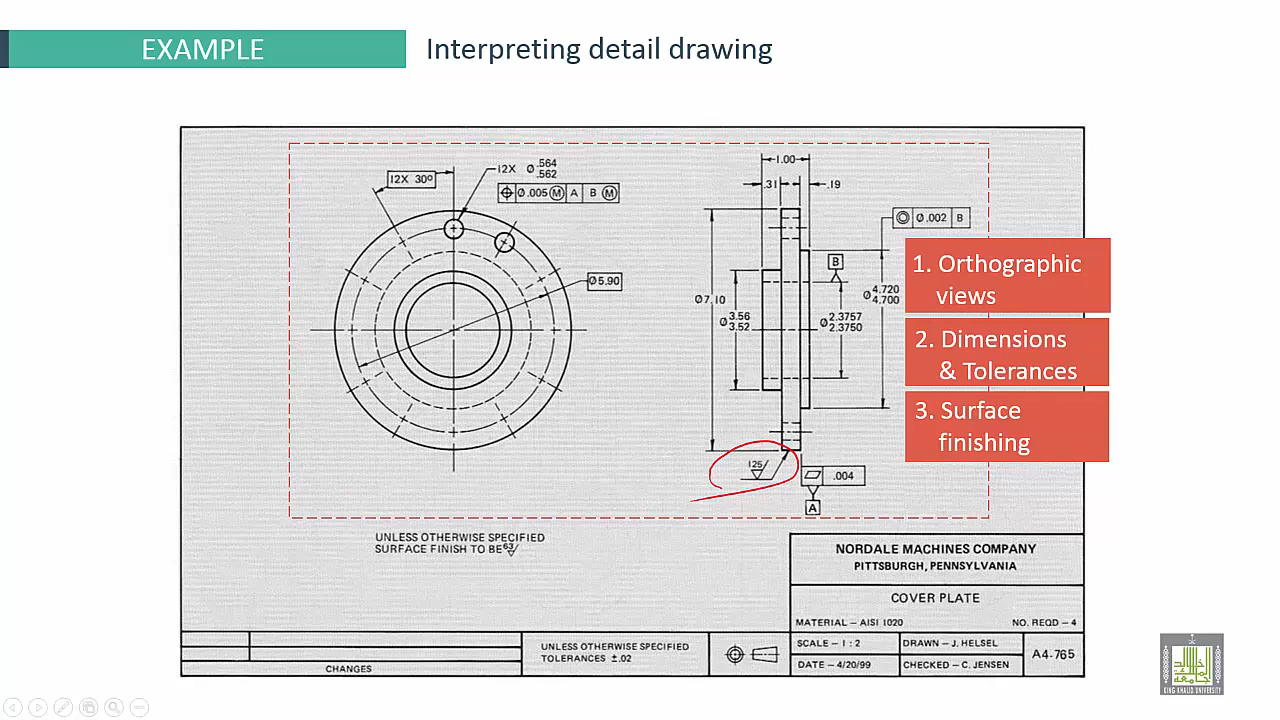 EXAMPLE
Interpreting detail drawing
12X 30°
12X Ø .564
.562
Ø.005 Ⓜ A B Ⓜ
Ø5.90
1.00
.31
.19
Ø.002 B
B
Ø7.10
Ø 3.56
3.52
Ø 2.3757
2.3750
Ø 4.720
4.700
125
.004
A
1. Orthographic
views
2. Dimensions
& Tolerances
3. Surface
finishing
UNLESS OTHERWISE SPECIFIED
SURFACE FINISH TO BE 63
NORDALE MACHINES COMPANY
PITTSBURGH, PENNSYLVANIA
COVER PLATE
MATERIAL – AISI 1020 NO. REQD – 4
CHANGES
UNLESS OTHERWISE SPECIFIED
TOLERANCES ±.02
SCALE – 1 : 2
DATE – 4/20/99
DRAWN – J. HELSEL
CHECKED – C. JENSEN
A4-765
KING KHALID UNIVERSITY